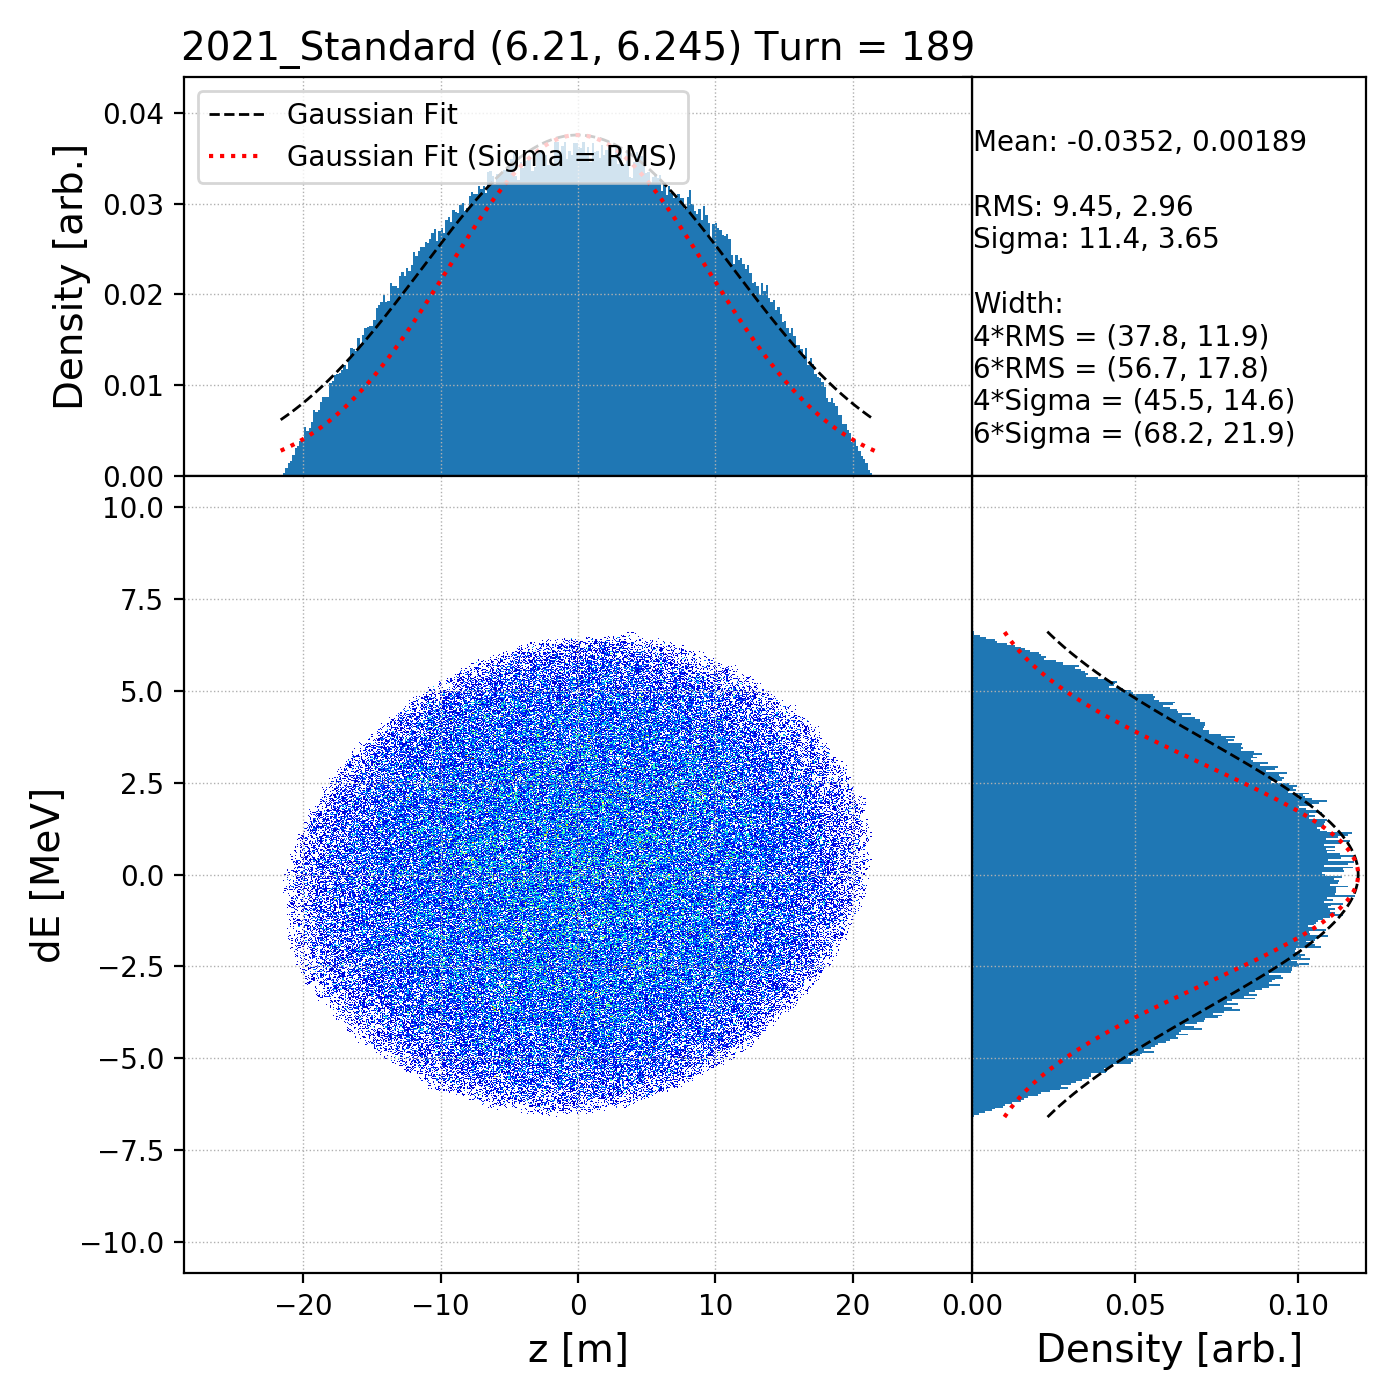 2021_Standard (6.21, 6.245) Turn = 189
Gaussian Fit
Gaussian Fit (Sigma = RMS)
Density [arb.]
0.04
0.03
0.02
0.01
0.00
Mean: -0.0352, 0.00189
RMS: 9.45, 2.96
Sigma: 11.4, 3.65
Width:
4*RMS = (37.8, 11.9)
6*RMS = (56.7, 17.8)
4*Sigma = (45.5, 14.6)
6*Sigma = (68.2, 21.9)
dE [MeV]
10.0
7.5
5.0
2.5
0.0
−2.5
−5.0
−7.5
−10.0
−20 −10 0 10 20
z [m]
0.00 0.05 0.10
Density [arb.]